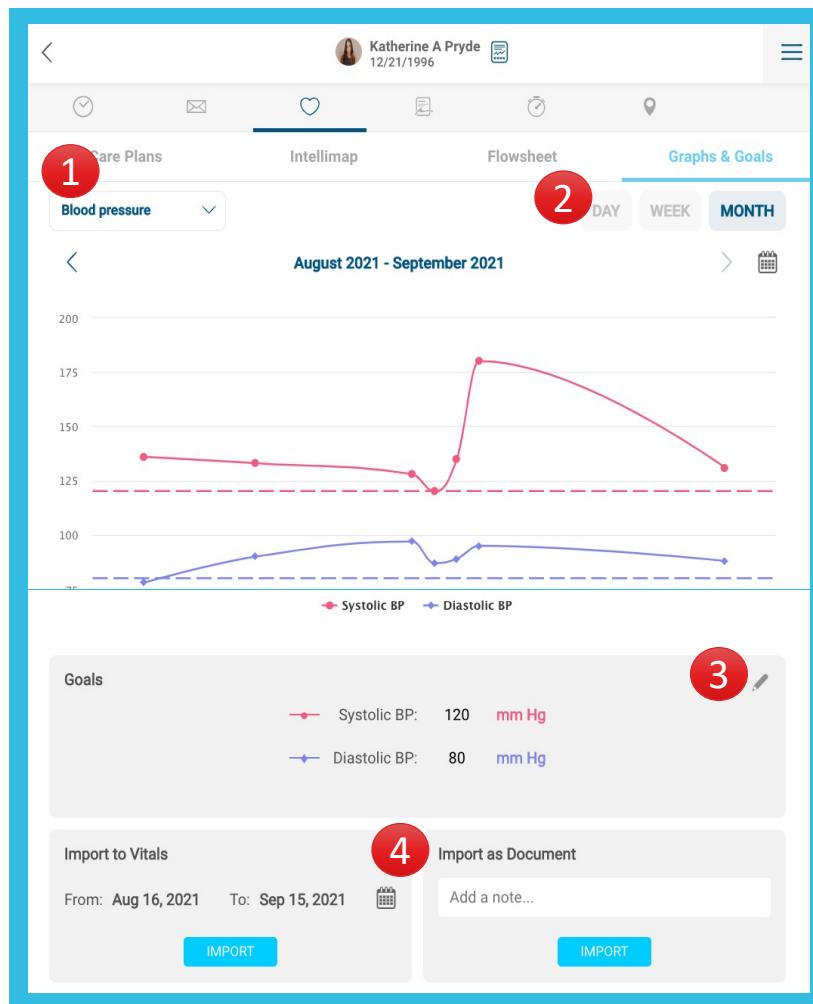 Katherine A Pryde
12/21/1996
1
Care Plans Intellimap Flowsheet Graphs & Goals
Blood pressure
2
DAY WEEK MONTH
August 2021 - September 2021
200
175
150
125
100
Systolic BP Diastolic BP
Goals
3
Systolic BP: 120 mm Hg
Diastolic BP: 80 mm Hg
Import to Vitals
4
Import as Document
From: Aug 16, 2021 To: Sep 15, 2021
Add a note...
IMPORT
IMPORT